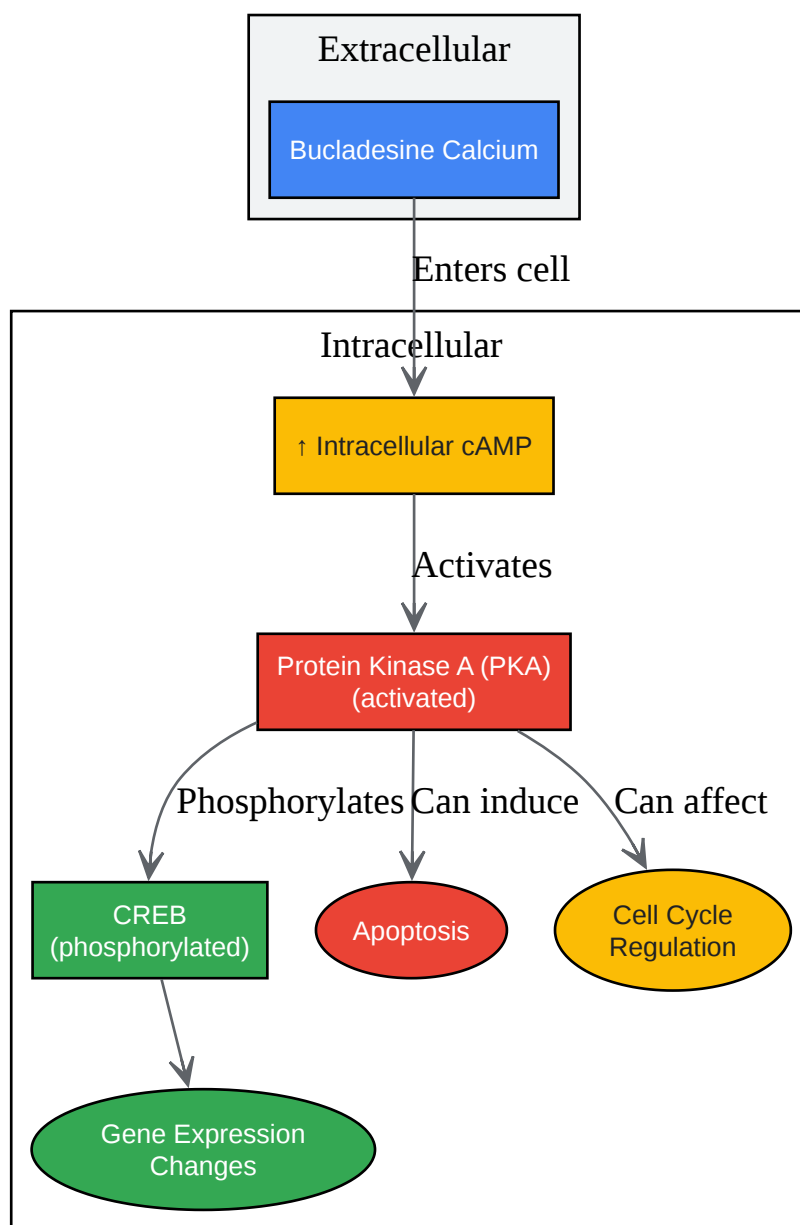 Extracellular
Bucladesine Calcium
Enters cell
Intracellular
↑ Intracellular cAMP
Activates
Protein Kinase A (PKA)
(activated)
Phosphorylates
Can induce
Can affect
CREB
(phosphorylated)
Apoptosis
Cell Cycle
Regulation
Gene Expression
Changes